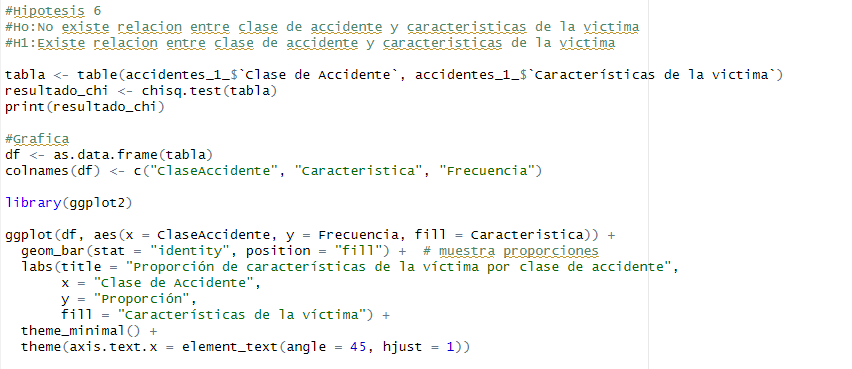 #Hipotesis 6
#Ho:No existe relacion entre clase de accidente y caracteristicas de la victima
#H1:Existe relacion entre clase de accidente y caracteristicas de la victima
tabla <- table(accidentes_1_$`Clase de Accidente`, accidentes_1_$`Características de la victima`)
resultado_chi <- chisq.test(tabla)
print(resultado_chi)
#Grafica
df <- as.data.frame(tabla)
colnames(df) <- c("ClaseAccidente", "Caracteristica", "Frecuencia")
library(ggplot2)
ggplot(df, aes(x = ClaseAccidente, y = Frecuencia, fill = Caracteristica)) +
  geom_bar(stat = "identity", position = "fill") +  # muestra proporciones
  labs(title = "Proporción de características de la víctima por clase de accidente",
       x = "Clase de Accidente",
       y = "Proporción",
       fill = "Características de la víctima") +
  theme_minimal() +
  theme(axis.text.x = element_text(angle = 45, hjust = 1))